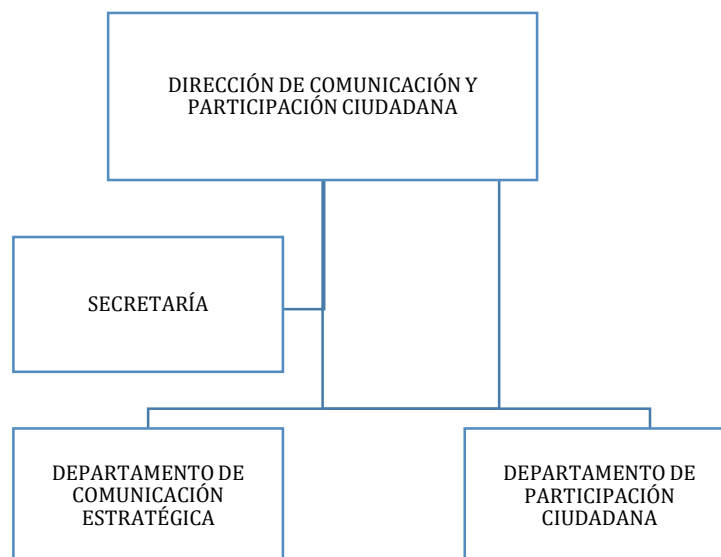 DIRECCIÓN DE COMUNICACIÓN Y
PARTICIPACIÓN CIUDADANA
SECRETARÍA
DEPARTAMENTO DE
COMUNICACIÓN
ESTRATÉGICA
DEPARTAMENTO DE
PARTICIPACIÓN
CIUDADANA